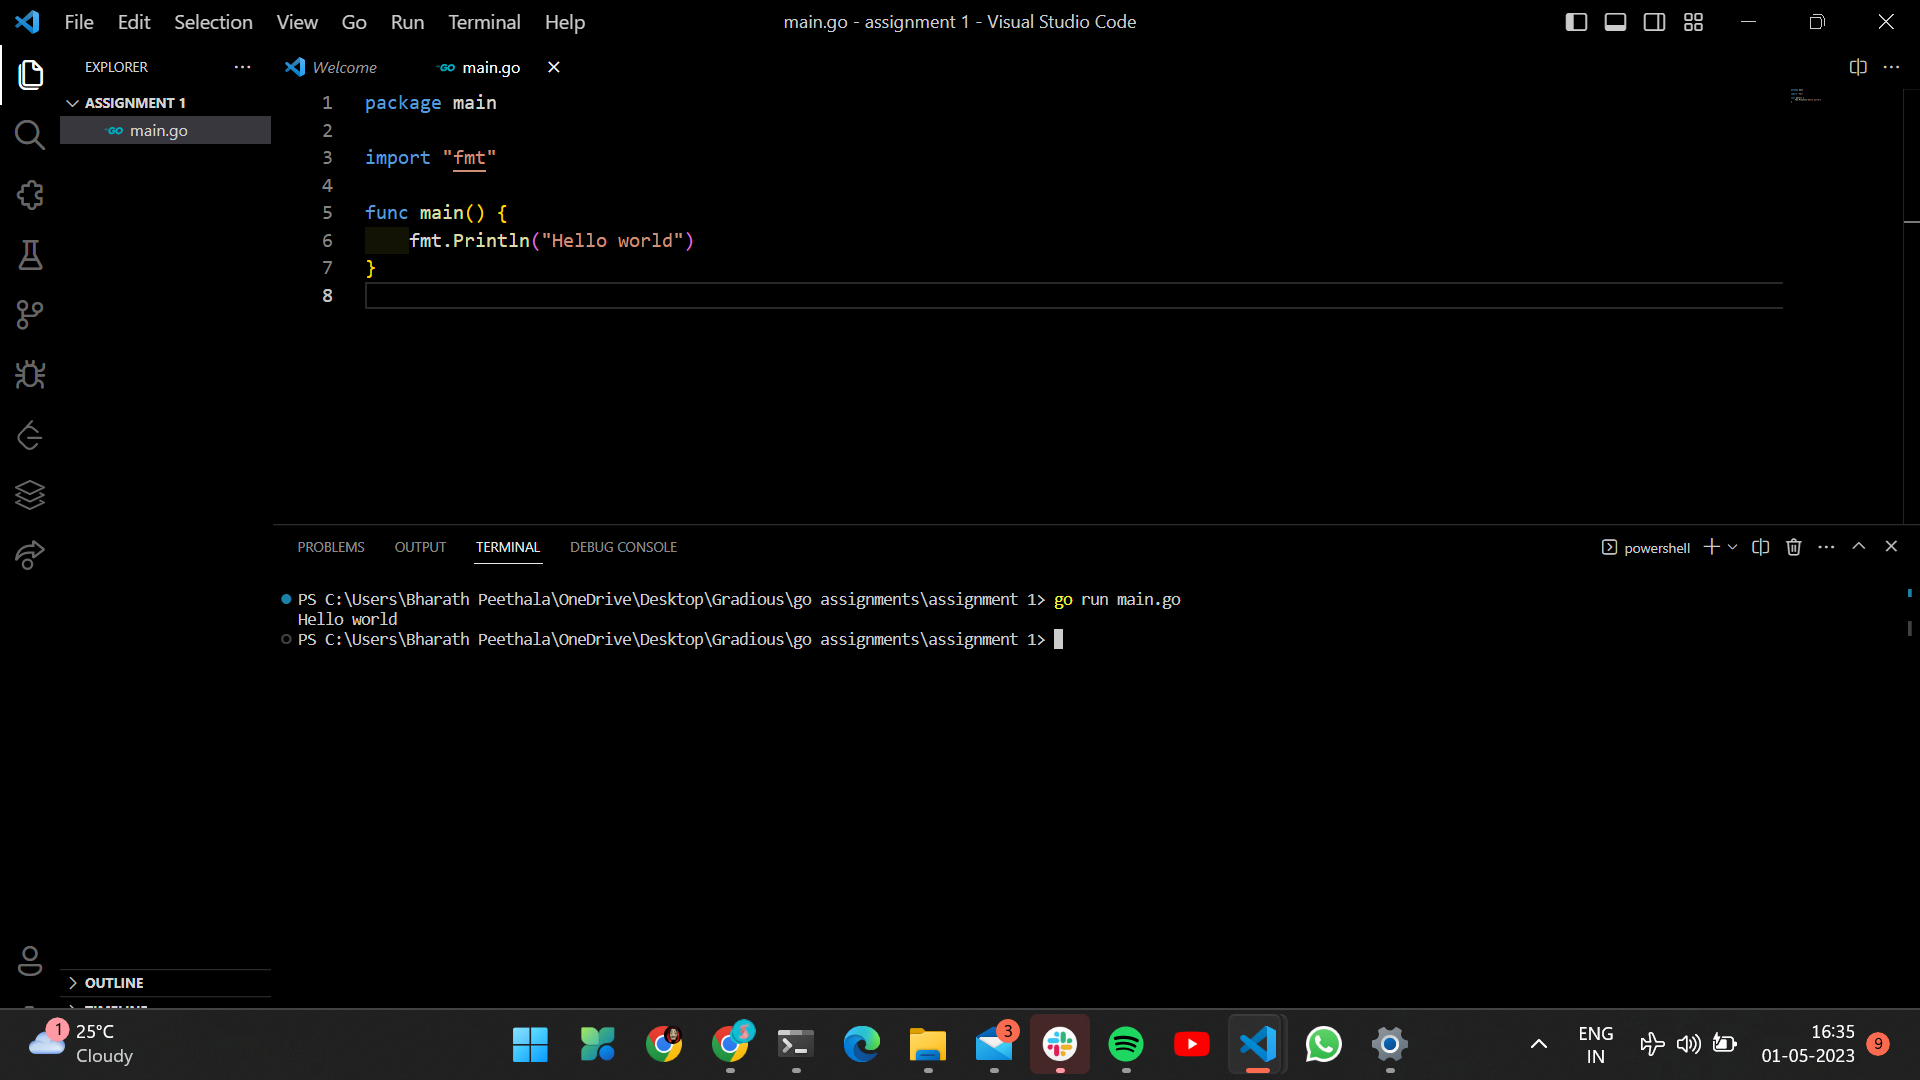 File Edit Selection View Go Run Terminal Help
main.go - assignment 1 - Visual Studio Code
EXPLORER
Welcome
GO main.go
ASSIGNMENT 1
GO main.go
1 package main
2
3 import "fmt"
4
5 func main() {
6 fmt.Println("Hello world")
7 }
8
PROBLEMS OUTPUT TERMINAL DEBUG CONSOLE
powershell
PS C:\Users\Bharath Peethala\OneDrive\Desktop\Gradious\go assignments\assignment 1> go run main.go
Hello world
PS C:\Users\Bharath Peethala\OneDrive\Desktop\Gradious\go assignments\assignment 1>
OUTLINE
TIMELINE
1
25°C
Cloudy
3
ENG
IN
16:35
01-05-2023
9